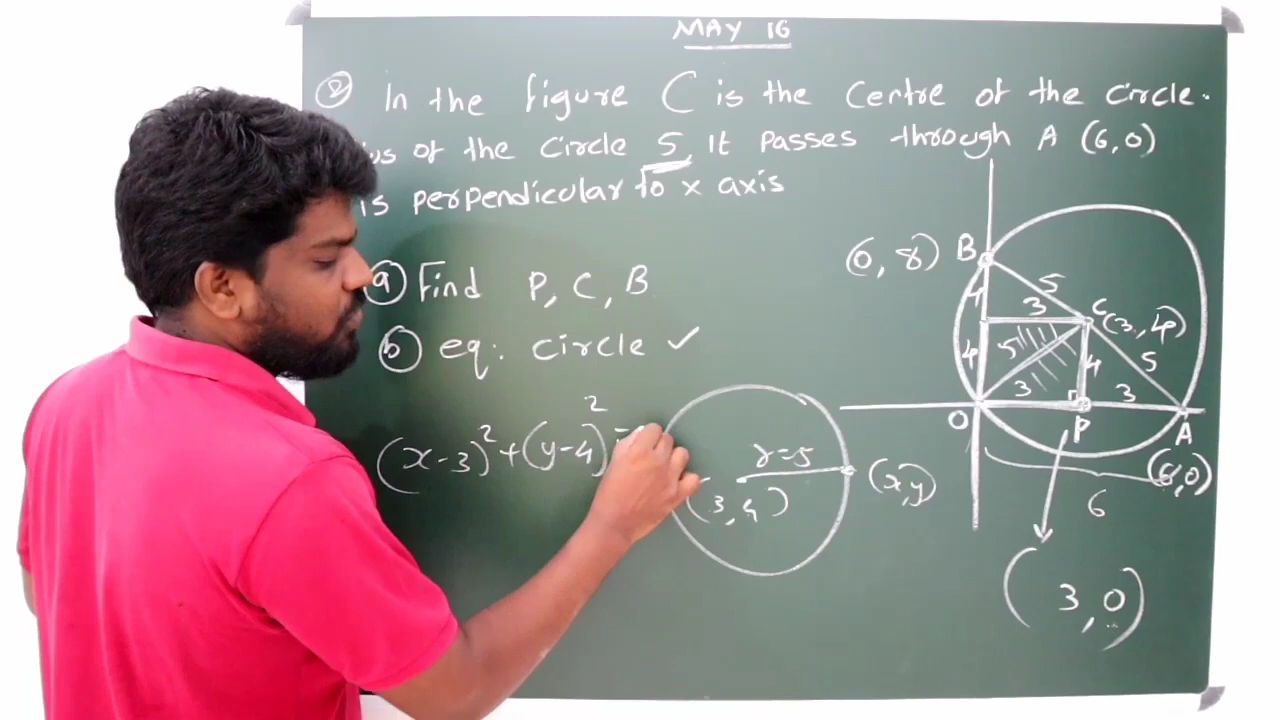 MAY 16
② In the figure C is the centre of the circle.
of the circle 5 It passes through A (6,0)
is perpendicular to x axis
ⓐ Find P, C, B
ⓑ eq: circle ✓
(x-3)²+(y-4)²=
r=5
(3,4)
(x,y)
(0,8) B
4
5
3
C (3,4)
4
5
4
5
3
3
O
P
A
(6,0)
6
(3,0)